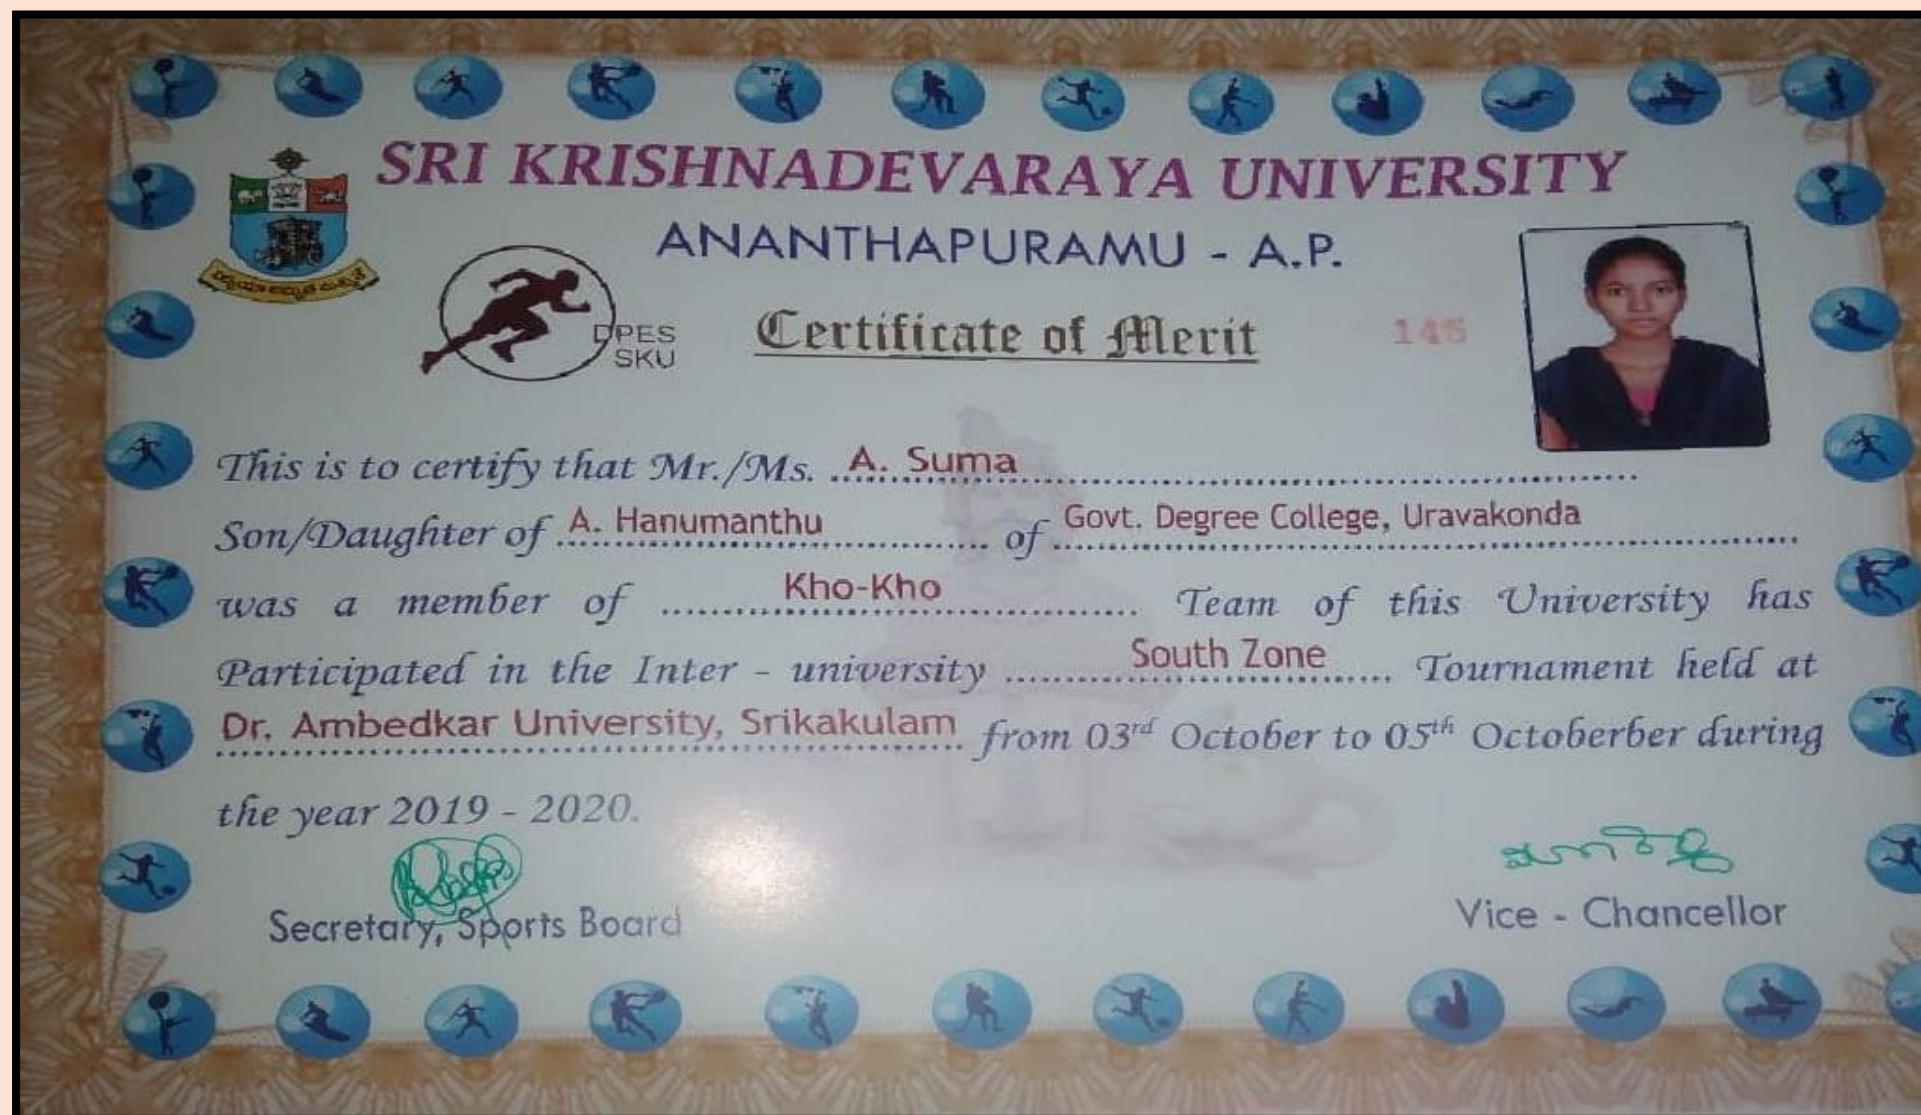 SRI KRISHNADEVARAYA UNIVERSITY
ANANTHAPURAMU - A.P.
DPES
SKU
Certificate of Merit
145
This is to certify that Mr./Ms. A. Suma
Son/Daughter of A. Hanumanthu of Govt. Degree College, Uravakonda
was a member of Kho-Kho Team of this University has
Participated in the Inter - university South Zone Tournament held at
Dr. Ambedkar University, Srikakulam from 03rd October to 05th Octoberber during
the year 2019 - 2020.
Secretary, Sports Board
Vice - Chancellor